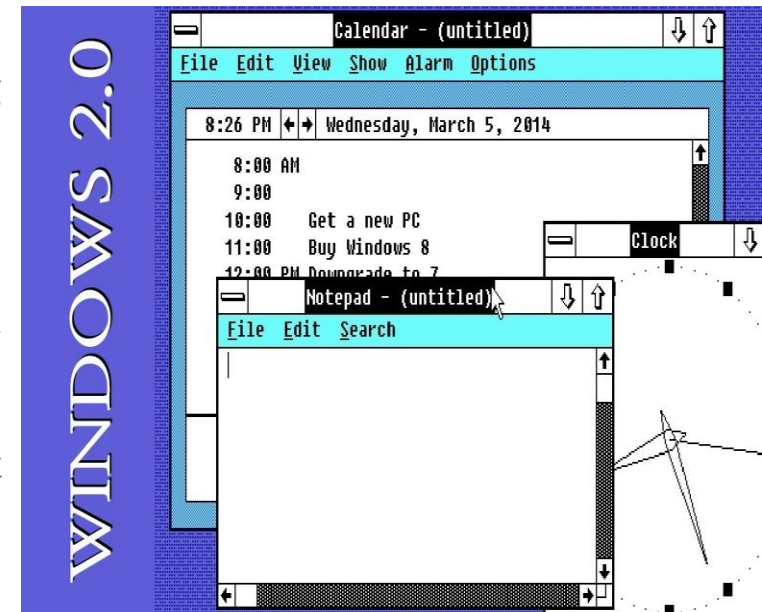 WINDOWS 2.0
Calendar - (untitled)
File Edit View Show Alarm Options
8:26 PM Wednesday, March 5, 2014
8:00 AM
9:00
10:00 Get a new PC
11:00 Buy Windows 8
12:00 PM Downgrade to 7
Clock
Notepad - (untitled)
File Edit Search